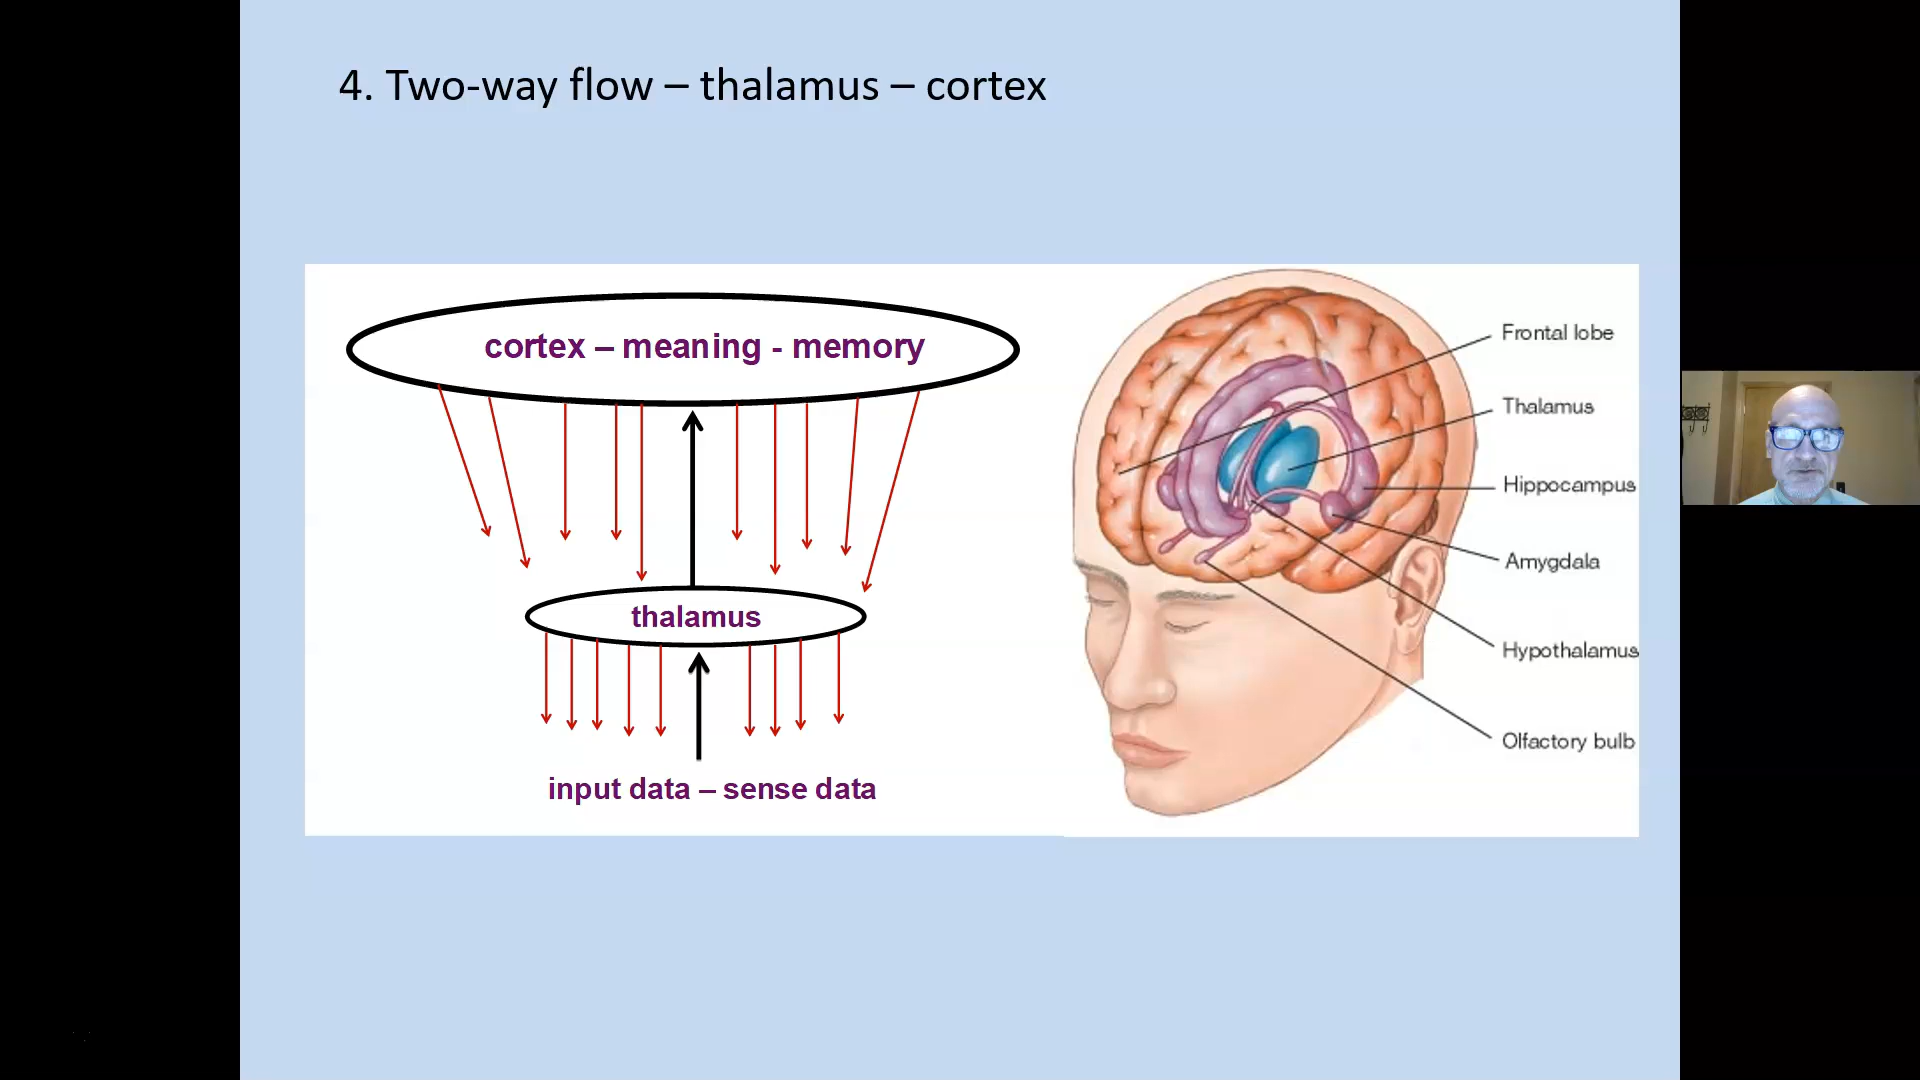 4. Two-way flow – thalamus – cortex
cortex – meaning - memory
thalamus
input data – sense data
Frontal lobe
Thalamus
Hippocampus
Amygdala
Hypothalamus
Olfactory bulb